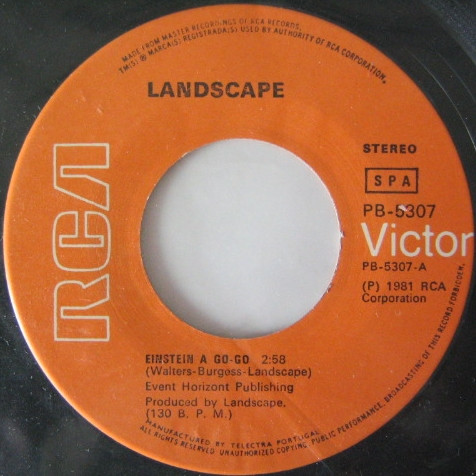 MADE FROM MASTER RECORDINGS OF RCA RECORDS.
TM(S) ® MARCA(S) REGISTRADA(S) USED BY AUTHORITY OF RCA CORPORATION.
LANDSCAPE
RCA
STEREO
SPA
PB-5307
Victor
PB-5307-A
(P) 1981 RCA
Corporation
EINSTEIN A GO-GO 2:58
(Walters-Burgess-Landscape)
Event Horizont Publishing
Produced by Landscape.
(130 B. P. M.)
MANUFACTURED BY TELECTRA PORTUGAL
ALL RIGHTS RESERVED. UNAUTHORIZED COPYING PUBLIC PERFORMANCE, BROADCASTING OF THIS RECORD FORBIDDEN.